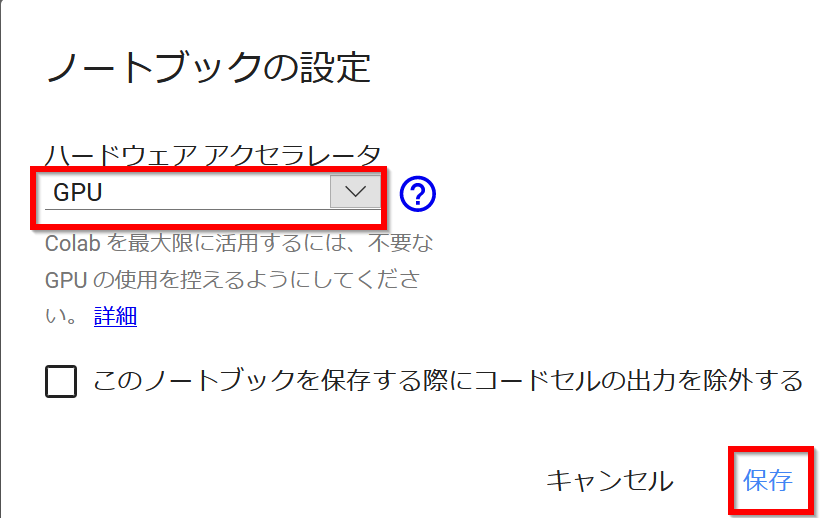 ノートブックの設定
ハードウェア アクセラレータ
GPU
Colab を最大限に活用するには、不要な
GPU の使用を控えるようにしてくださ
い。 詳細
このノートブックを保存する際にコードセルの出力を除外する
キャンセル 保存